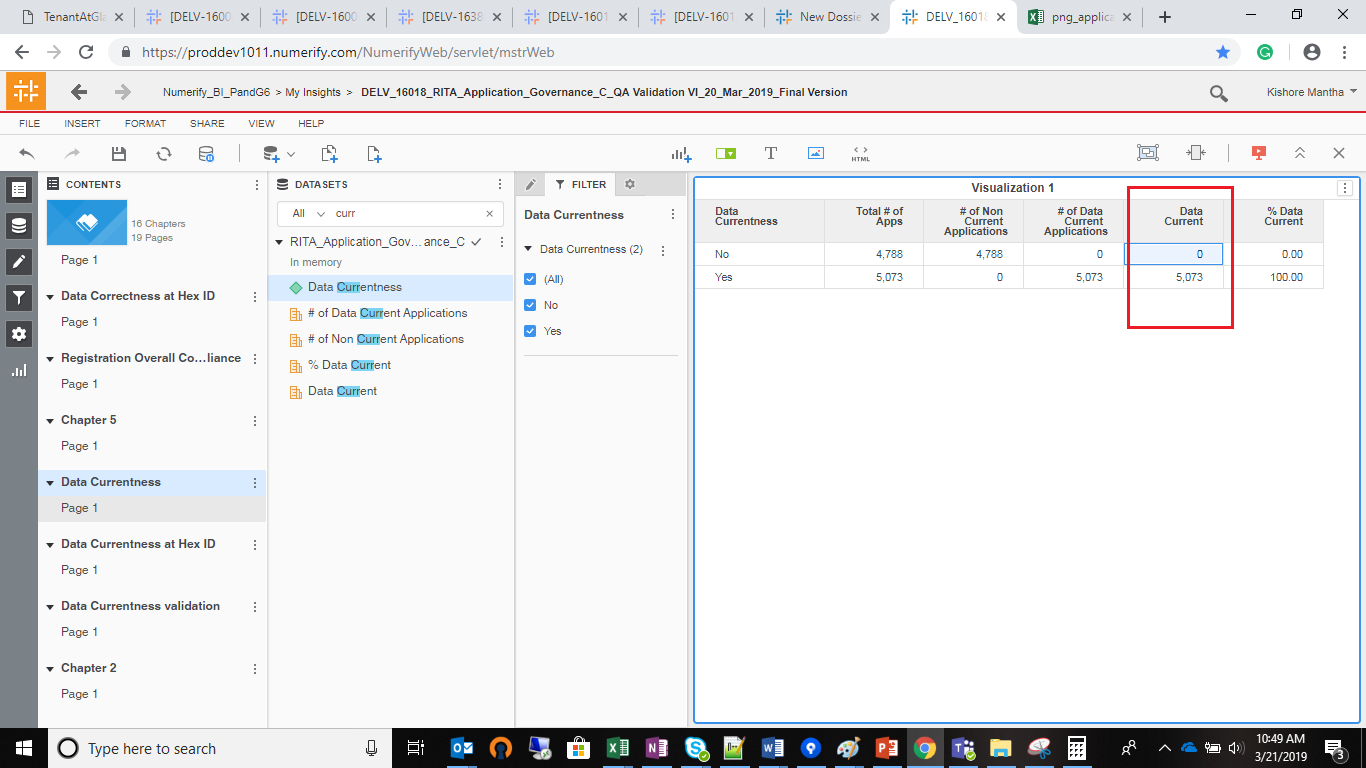 TenantAtGla
[DELV-1600
[DELV-1600
[DELV-1638
[DELV-1601
[DELV-1601
New Dossie
DELV_16018
png_applica
https://proddev1011.numerify.com/NumerifyWeb/servlet/mstrWeb
Numerify_BI_PandG6 > My Insights > DELV_16018_RITA_Application_Governance_C_QA Validation VI_20_Mar_2019_Final Version
Kishore Mantha
FILE INSERT FORMAT SHARE VIEW HELP
HTML
CONTENTS
16 Chapters
19 Pages
Page 1
Data Correctness at Hex ID
Page 1
Registration Overall Co...liance
Page 1
Chapter 5
Page 1
Data Currentness
Page 1
Data Currentness at Hex ID
Page 1
Data Currentness validation
Page 1
Chapter 2
Page 1
DATASETS
All curr
RITA_Application_Gov...ance_C
In memory
Data Currentness
# of Data Current Applications
# of Non Current Applications
% Data Current
Data Current
FILTER
Data Currentness
Data Currentness (2)
(All)
No
Yes
Visualization 1
Data Currentness Total # of Apps # of Non Current Applications # of Data Current Applications Data Current % Data Current
No 4,788 4,788 0 0 0.00
Yes 5,073 0 5,073 5,073 100.00
Type here to search
10:49 AM
3/21/2019
3